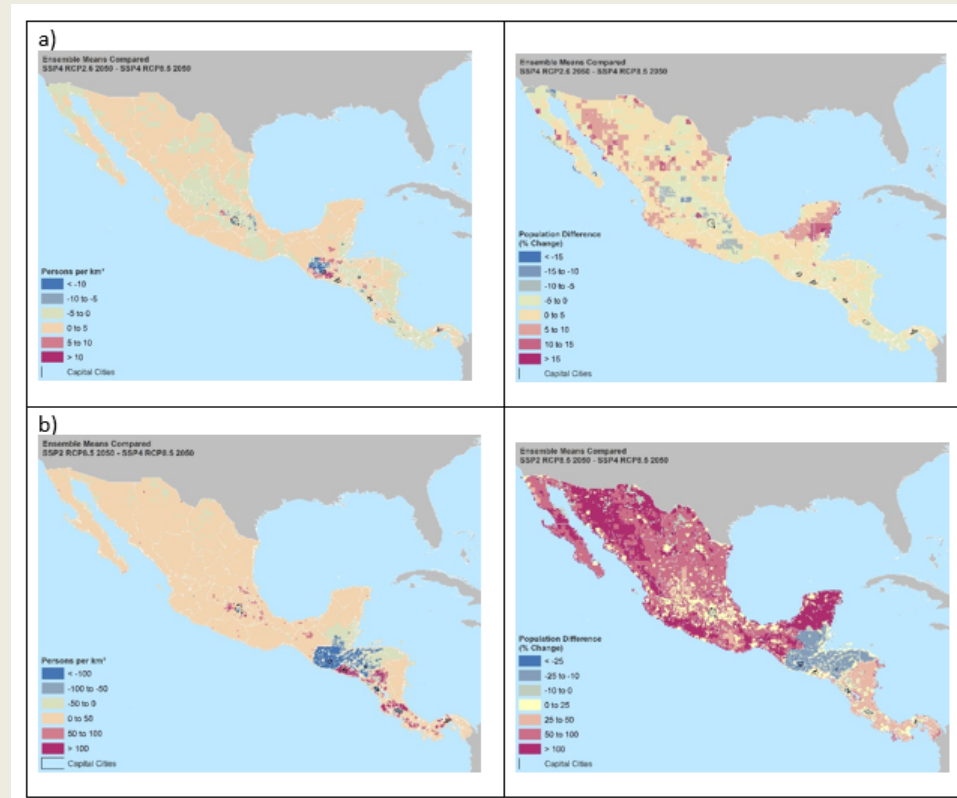 a)
Ensemble Means Compared
SSP4 RCP2.6 2050 - SSP4 RCP8.5 2050
Persons per km²
< -10
-10 to -5
-5 to 0
0 to 5
5 to 10
> 10
Capital Cities
Ensemble Means Compared
SSP4 RCP2.6 2050 - SSP4 RCP8.5 2050
Population Difference
(% Change)
< -15
-15 to -10
-10 to -5
-5 to 0
0 to 5
5 to 10
10 to 15
> 15
Capital Cities
b)
Ensemble Means Compared
SSP2 RCP8.5 2050 - SSP4 RCP8.5 2050
Persons per km²
< -100
-100 to -50
-50 to 0
0 to 50
50 to 100
> 100
Capital Cities
Ensemble Means Compared
SSP2 RCP8.5 2050 - SSP4 RCP8.5 2050
Population Difference
(% Change)
< -25
-25 to -10
-10 to 0
0 to 25
25 to 50
50 to 100
> 100
Capital Cities